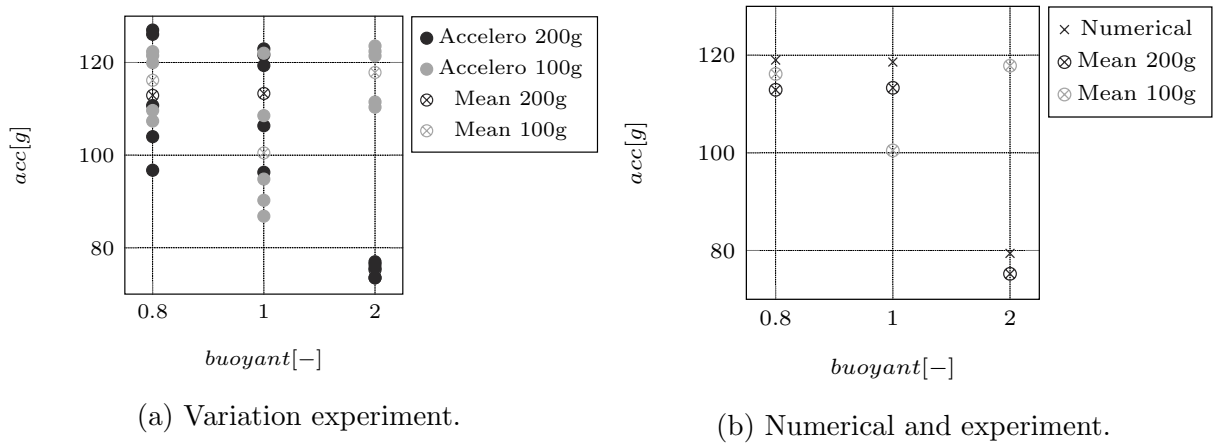 120
100
80
acc[g]
0.8 1 2
buoyant[−]
Accelero 200g
Accelero 100g
Mean 200g
Mean 100g
(a) Variation experiment.
120
100
80
acc[g]
0.8 1 2
buoyant[−]
Numerical
Mean 200g
Mean 100g
(b) Numerical and experiment.